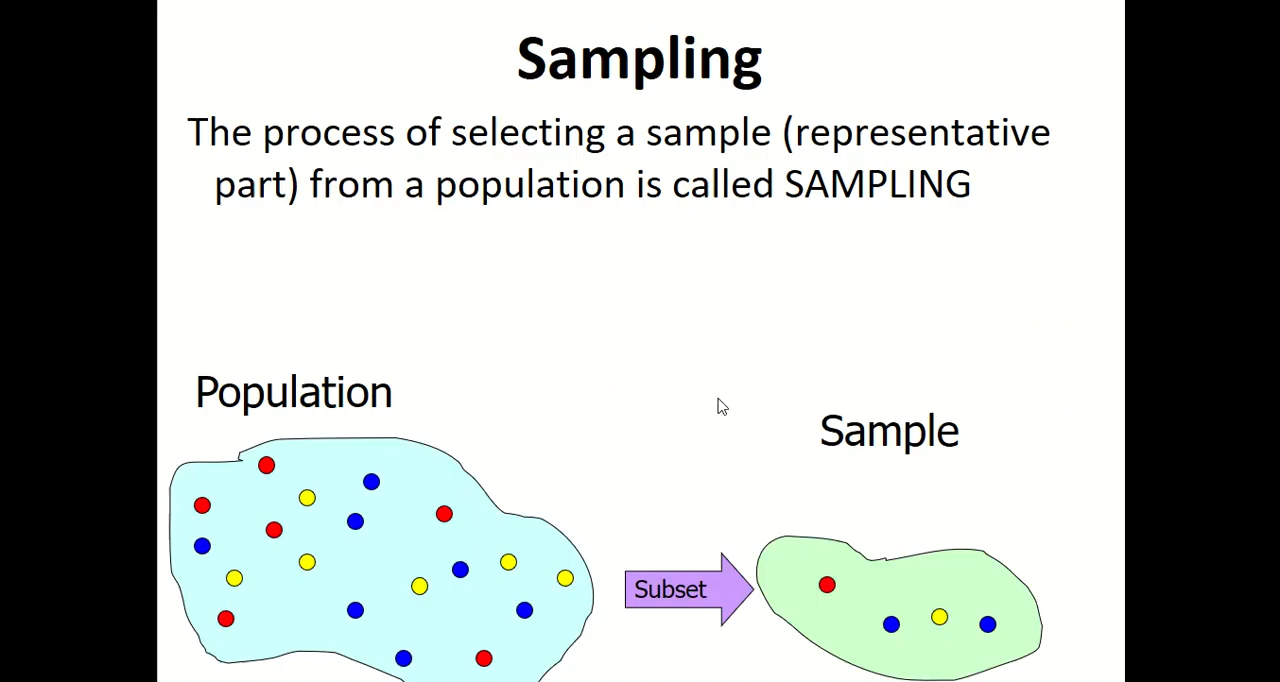 Sampling
The process of selecting a sample (representative
part) from a population is called SAMPLING
Population
Sample
Subset